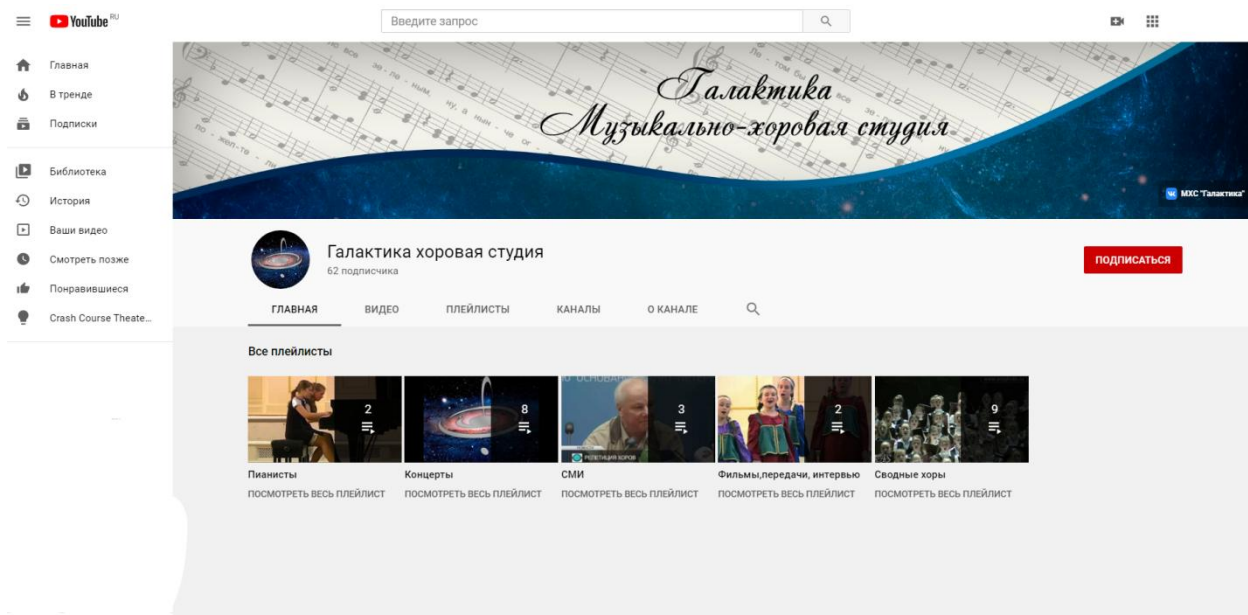 YouTube RU
Введите запрос
Главная
В тренде
Подписки
Библиотека
История
Ваши видео
Смотреть позже
Понравившиеся
Crash Course Theate...
Галактика
Музыкально-хоровая студия
МХС "Галактика"
Галактика хоровая студия
62 подписчика
ПОДПИСАТЬСЯ
ГЛАВНАЯ ВИДЕО ПЛЕЙЛИСТЫ КАНАЛЫ О КАНАЛЕ
Все плейлисты
2 8 3 2 9
РЕПЕТИЦИЯ ХОРОВ
Пианисты Концерты СМИ Фильмы,передачи, интервью Сводные хоры
ПОСМОТРЕТЬ ВЕСЬ ПЛЕЙЛИСТ ПОСМОТРЕТЬ ВЕСЬ ПЛЕЙЛИСТ ПОСМОТРЕТЬ ВЕСЬ ПЛЕЙЛИСТ ПОСМОТРЕТЬ ВЕСЬ ПЛЕЙЛИСТ ПОСМОТРЕТЬ ВЕСЬ ПЛЕЙЛИСТ